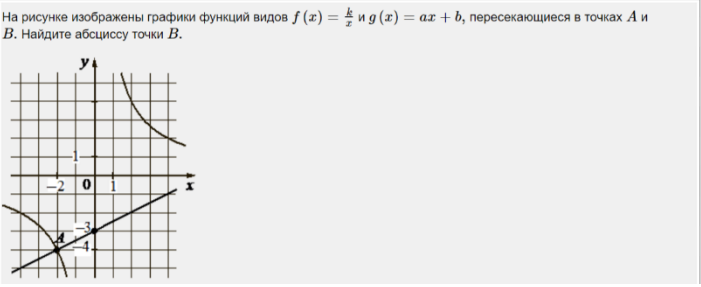 На рисунке изображены графики функций видов f (x) = k/x и g (x) = ax + b, пересекающиеся в точках A и
B. Найдите абсциссу точки B.
y
1
−2 0 1 x
−3
A
−4